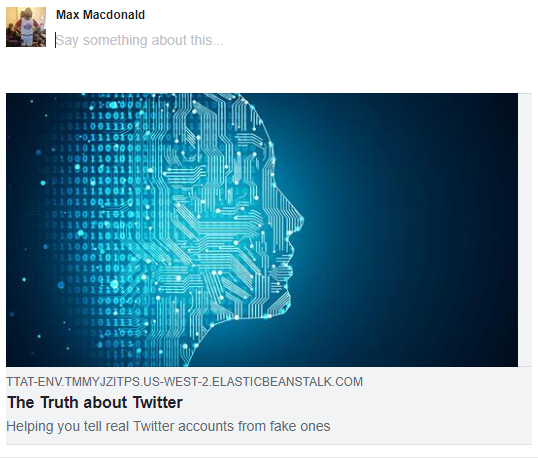 Max Macdonald
Say something about this...
TTAT-ENV.TMMYJZITPS.US-WEST-2.ELASTICBEANSTALK.COM
The Truth about Twitter
Helping you tell real Twitter accounts from fake ones